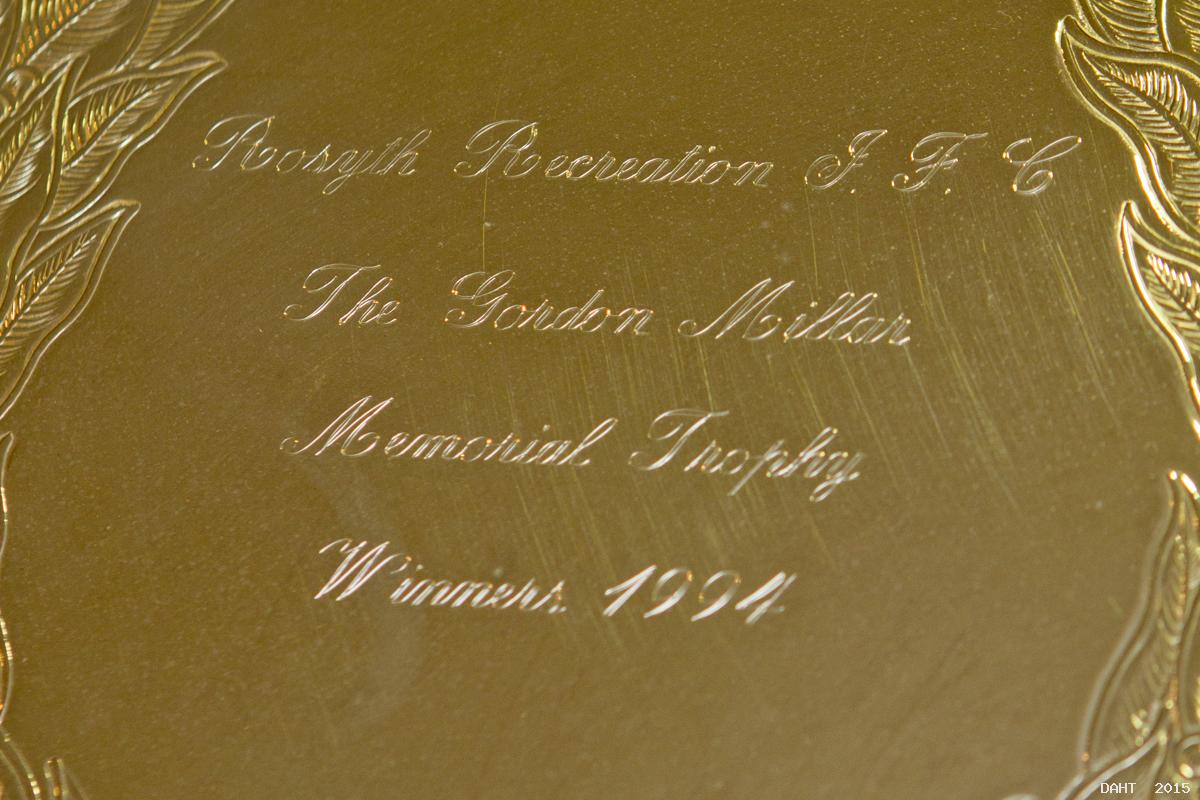 Rosyth Recreation J. F. C
The Gordon Millar
Memorial Trophy
Winners 1994
DAHT 2015